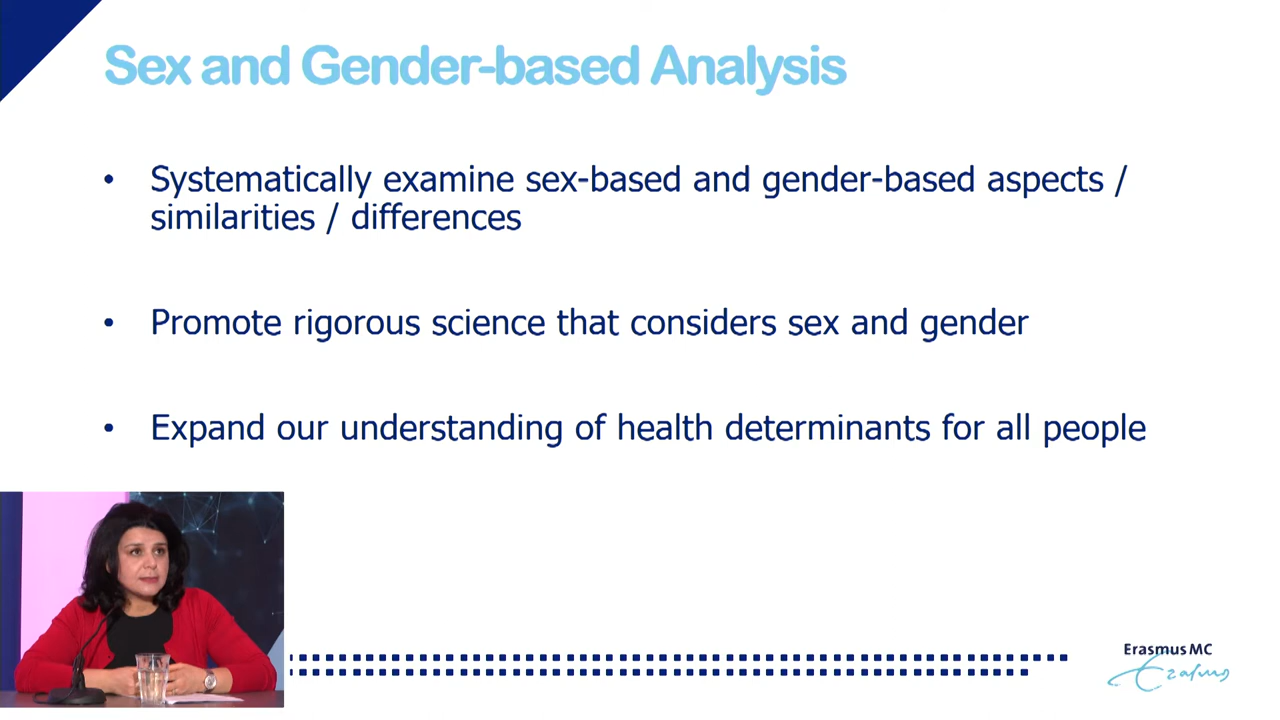 Sex and Gender-based Analysis
• Systematically examine sex-based and gender-based aspects /
similarities / differences
• Promote rigorous science that considers sex and gender
• Expand our understanding of health determinants for all people
Erasmus MC
Erasmus